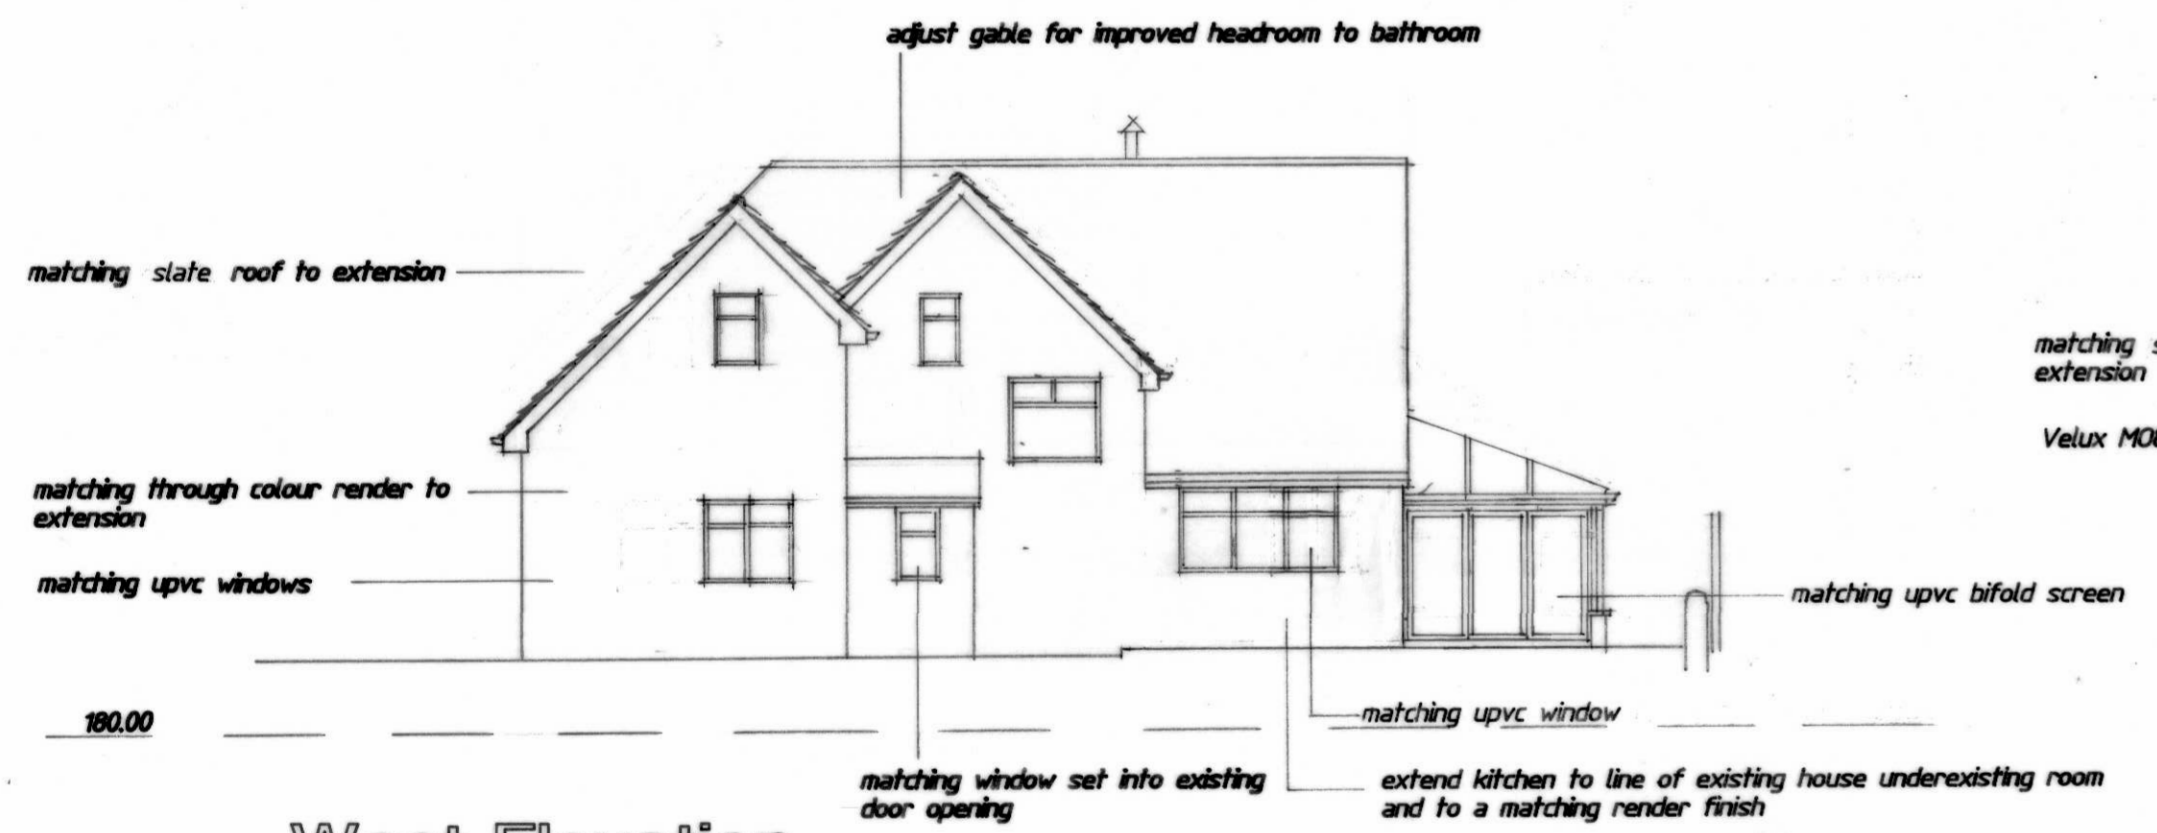 adjust gable for improved headroom to bathroom
matching slate roof to extension
matching
extension
Velux
matching through colour render to
extension
matching upvc windows
matching upvc bifold screen
180.00
matching upvc window
matching window set into existing
door opening
extend kitchen to line of existing house underexisting room
and to a matching render finish
West Elevation